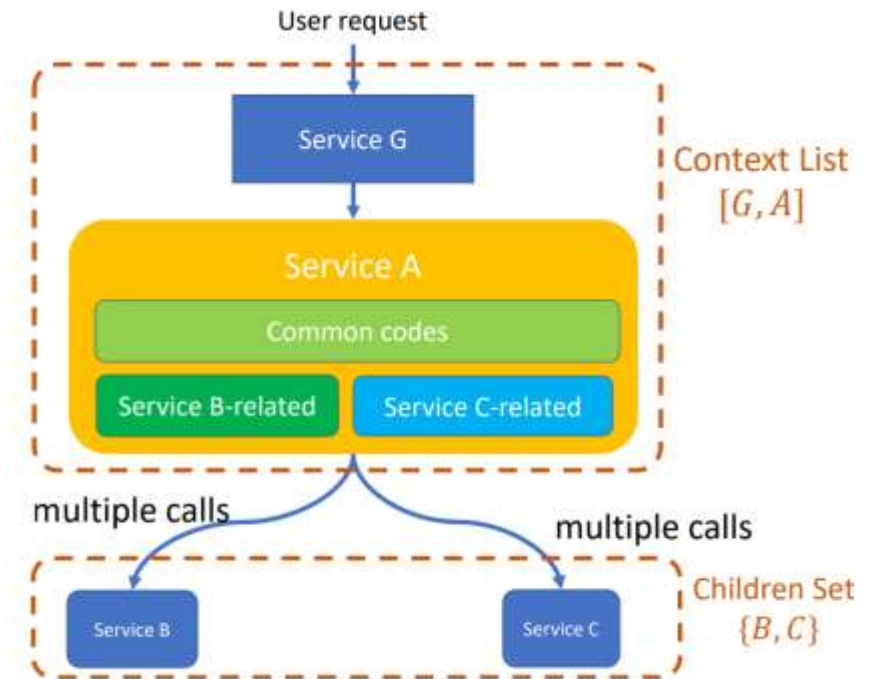 User request
Service G
Context List
[G, A]
Service A
Common codes
Service B-related
Service C-related
multiple calls
multiple calls
Service B
Service C
Children Set
{B, C}